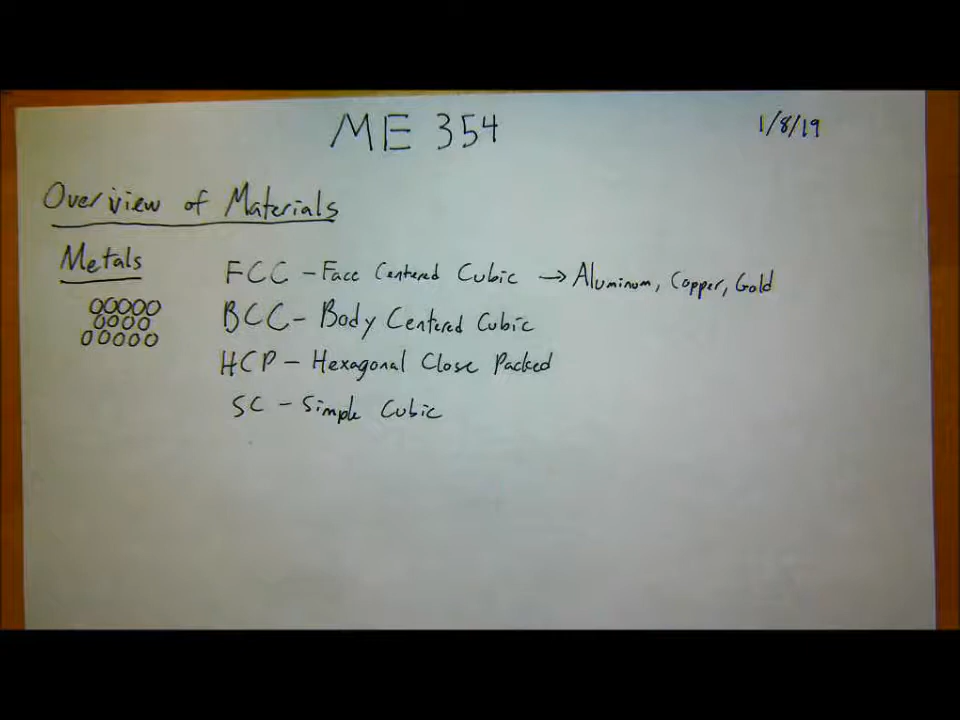 ME 354
1/8/19
Overview of Materials
Metals
FCC - Face Centered Cubic → Aluminum, Copper, Gold
BCC - Body Centered Cubic
HCP - Hexagonal Close Packed
SC - Simple Cubic